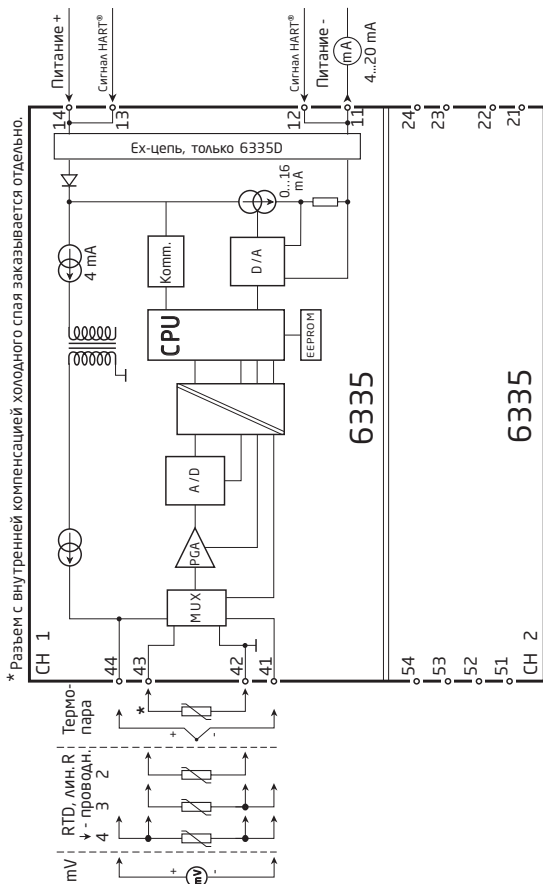 * Разъем с внутренней компенсацией холодного спая заказывается отдельно.
mV
mV
+
-
RTD, лин.R
- проводн.
4
3
2
Термо-
пара
*
+
-
CH 1
44
43
42
41
MUX
PGA
A/D
CPU
EEPROM
Komm.
D/A
4 mA
0...16
mA
Ex-цепь, только 6335D
14
13
12
11
Питание +
Сигнал HART®
Сигнал HART®
Питание -
mA
4...20 mA
6335
CH 2
54
53
52
51
24
23
22
21
6335